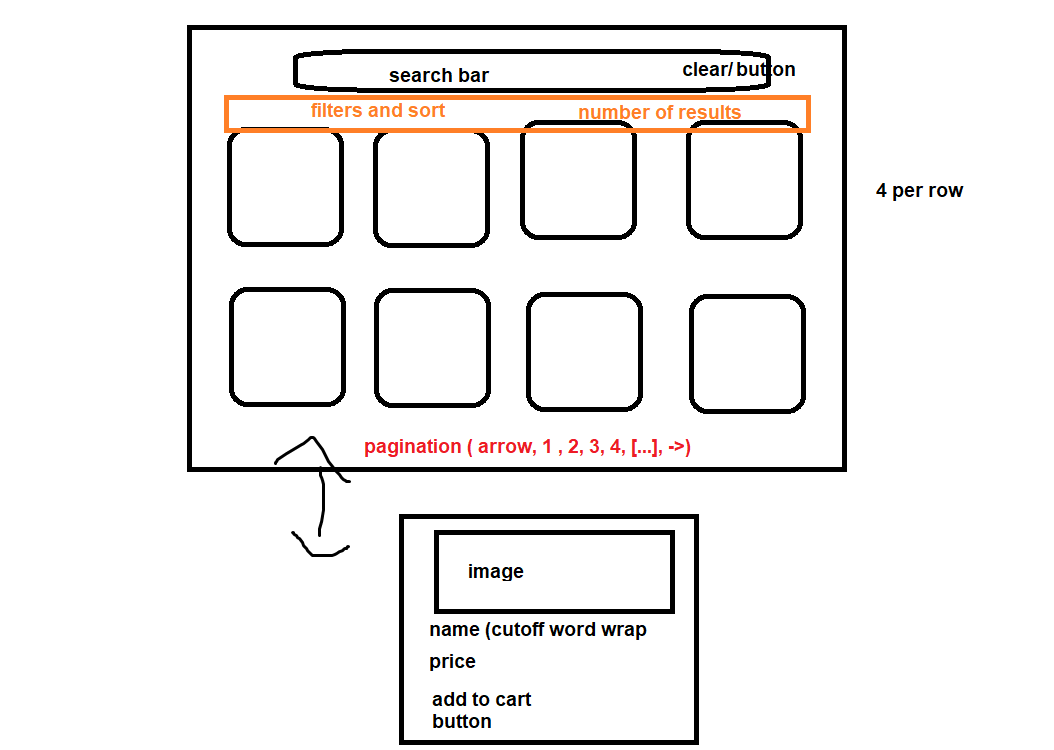 search bar
clear/ button
filters and sort
number of results
4 per row
pagination ( arrow, 1 , 2, 3, 4, [...], ->)
image
name (cutoff word wrap
price
add to cart
button